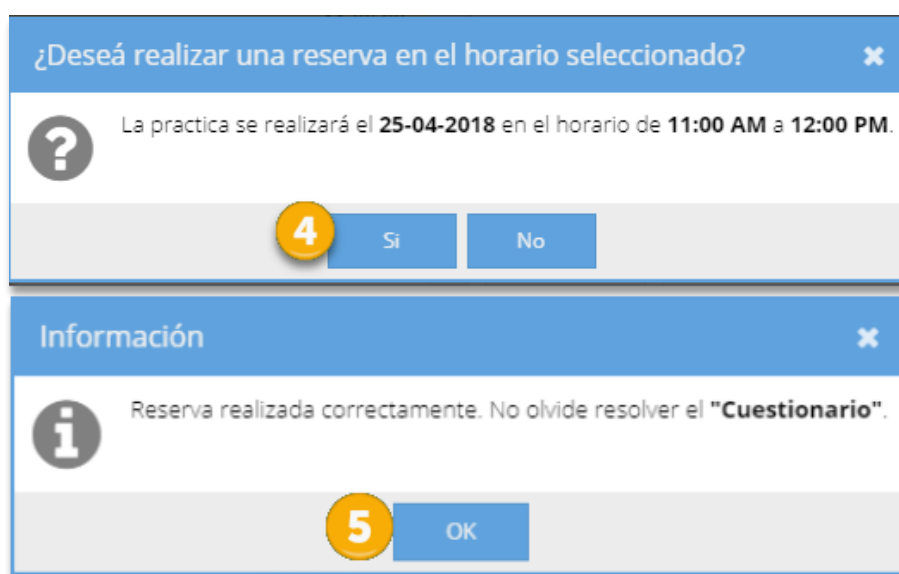 ¿Deseá realizar una reserva en el horario seleccionado?
La practica se realizará el 25-04-2018 en el horario de 11:00 AM a 12:00 PM.
4
Si
No
Información
Reserva realizada correctamente. No olvide resolver el "Cuestionario".
5
OK